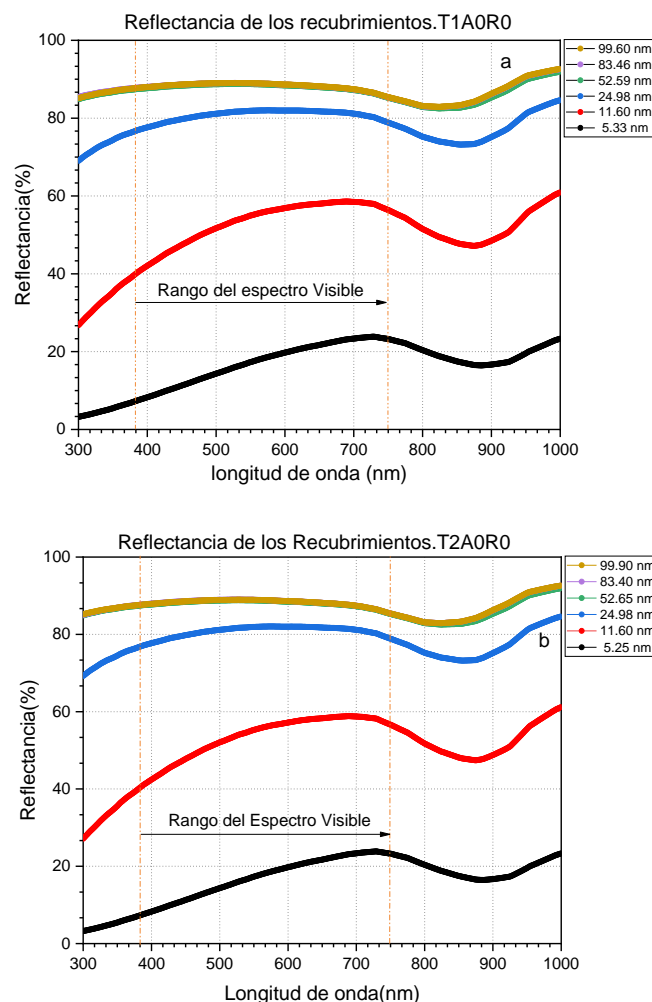 Reflectancia de los recubrimientos.T1A0R0
100
80
60
40
20
0
Reflectancia(%)
a
99.60 nm
83.46 nm
52.59 nm
24.98 nm
11.60 nm
5.33 nm
Rango del espectro Visible
300 400 500 600 700 800 900 1000
longitud de onda (nm)
Reflectancia de los Recubrimientos.T2A0R0
100
80
60
40
20
0
Reflectancia(%)
b
99.90 nm
83.40 nm
52.65 nm
24.98 nm
11.60 nm
5.25 nm
Rango del Espectro Visible
300 400 500 600 700 800 900 1000
Longitud de onda(nm)